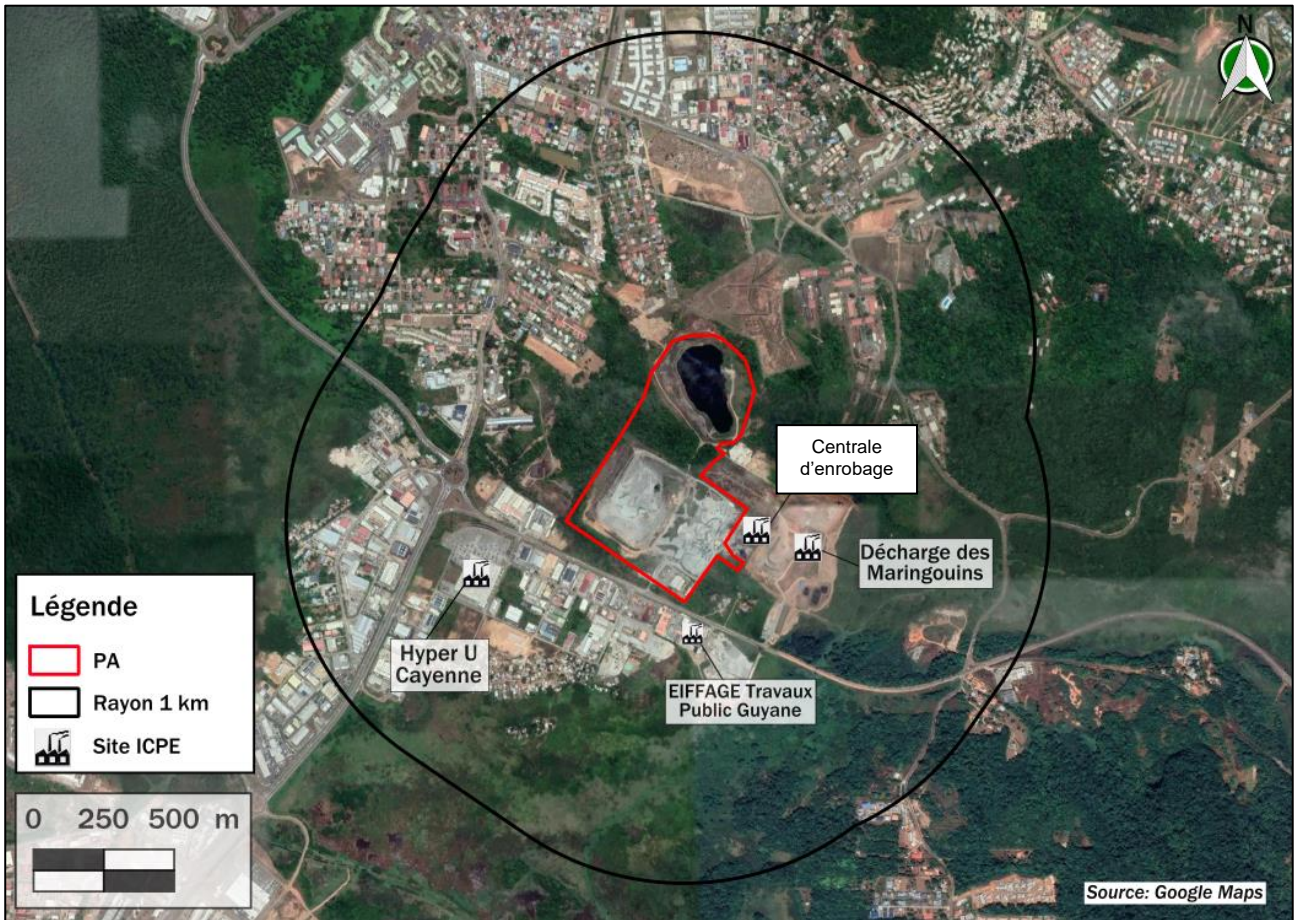 N
Centrale
d'enrobage
Décharge des
Maringouins
Hyper U
Cayenne
EIFFAGE Travaux
Public Guyane
Légende
PA
Rayon 1 km
Site ICPE
0 250 500 m
Source: Google Maps